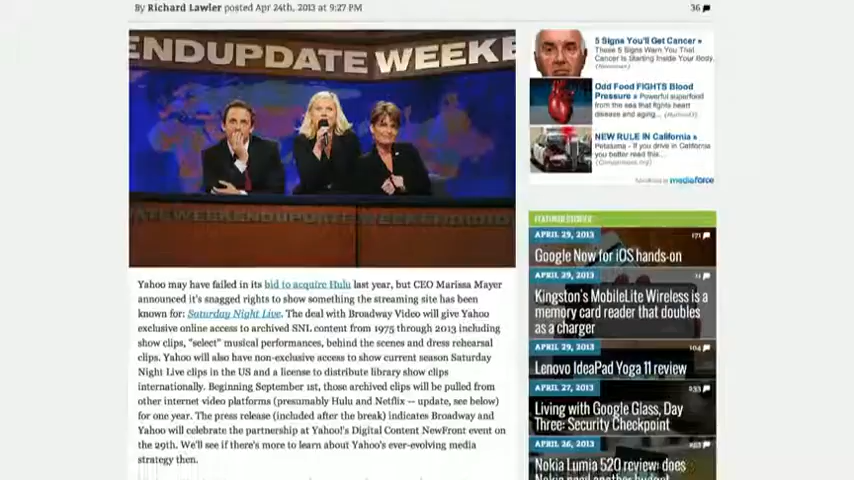 By Richard Lawler posted Apr 24th, 2013 at 9:27 PM
36
ENDUPDATE WEEKE
ATEWEEKENDUPDATEWEEKENDUPDATE
Yahoo may have failed in its bid to acquire Hulu last year, but CEO Marissa Mayer
announced it's snagged rights to show something the streaming site has been
known for: Saturday Night Live. The deal with Broadway Video will give Yahoo
exclusive online access to archived SNL content from 1975 through 2013 including
show clips, "select" musical performances, behind the scenes and dress rehearsal
clips. Yahoo will also have non-exclusive access to show current season Saturday
Night Live clips in the US and a license to distribute library show clips
internationally. Beginning September 1st, those archived clips will be pulled from
other internet video platforms (presumably Hulu and Netflix -- update, see below)
for one year. The press release (included after the break) indicates Broadway and
Yahoo will celebrate the partnership at Yahoo!'s Digital Content NewFront event on
the 29th. We'll see if there's more to learn about Yahoo's ever-evolving media
strategy then.
5 Signs You'll Get Cancer »
These 5 Signs Warn You That
Cancer Is Starting Inside Your Body.
Odd Food FIGHTS Blood
Pressure » Powerful superfood
from the sea that fights heart
disease and aging...
NEW RULE IN California »
Petaluma - If you drive in California
you better read this...
mediaforce
FEATURED STORIES
APRIL 29, 2013
171
Google Now for iOS hands-on
APRIL 29, 2013
Kingston's MobileLite Wireless is a
memory card reader that doubles
as a charger
APRIL 29, 2013
104
Lenovo IdeaPad Yoga 11 review
APRIL 27, 2013
Living with Google Glass, Day
Three: Security Checkpoint
APRIL 26, 2013
Nokia Lumia 520 review: does